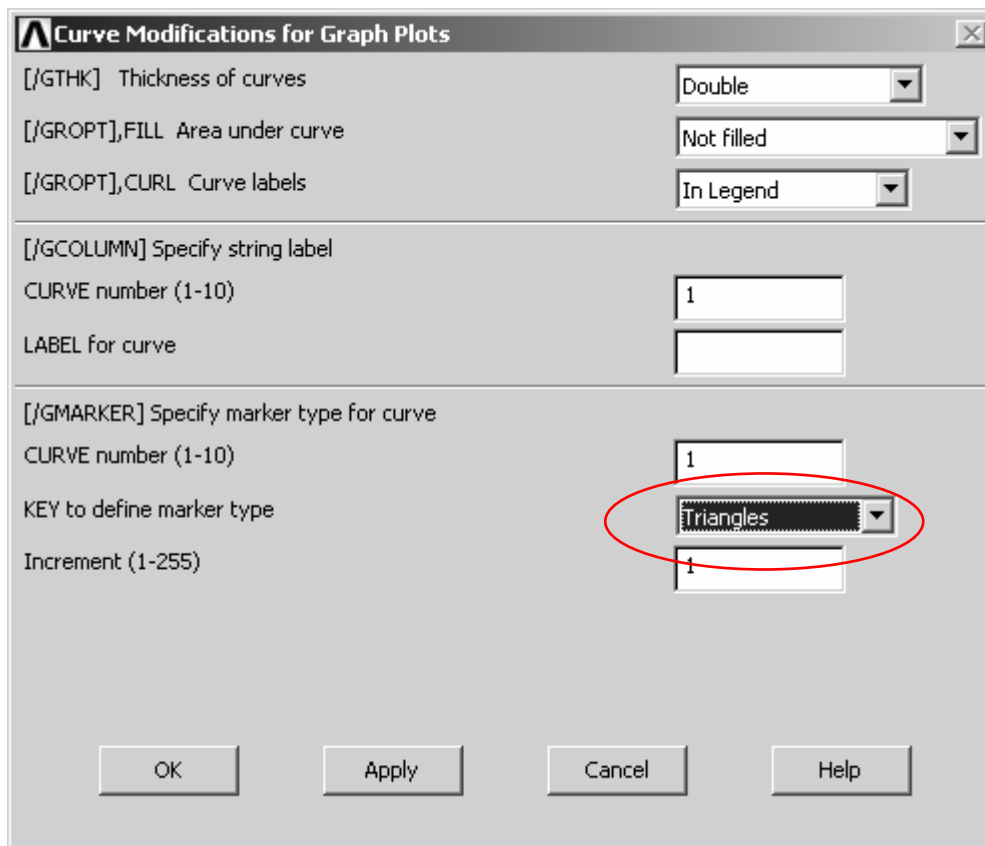 Curve Modifications for Graph Plots
[/GTHK] Thickness of curves Double
[/GROPT],FILL Area under curve Not filled
[/GROPT],CURL Curve labels In Legend
[/GCOLUMN] Specify string label
CURVE number (1-10) 1
LABEL for curve
[/GMARKER] Specify marker type for curve
CURVE number (1-10) 1
KEY to define marker type Triangles
Increment (1-255) 1
OK Apply Cancel Help